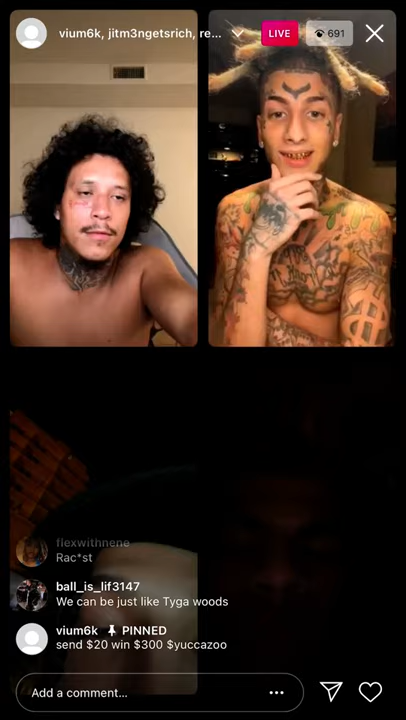 vium6k, jitm3ngetsrich, re...
LIVE
691
flexwithnene
Rac*st
ball_is_lif3147
We can be just like Tyga woods
vium6k PINNED
send $20 win $300 $yuccazoo
Add a comment...